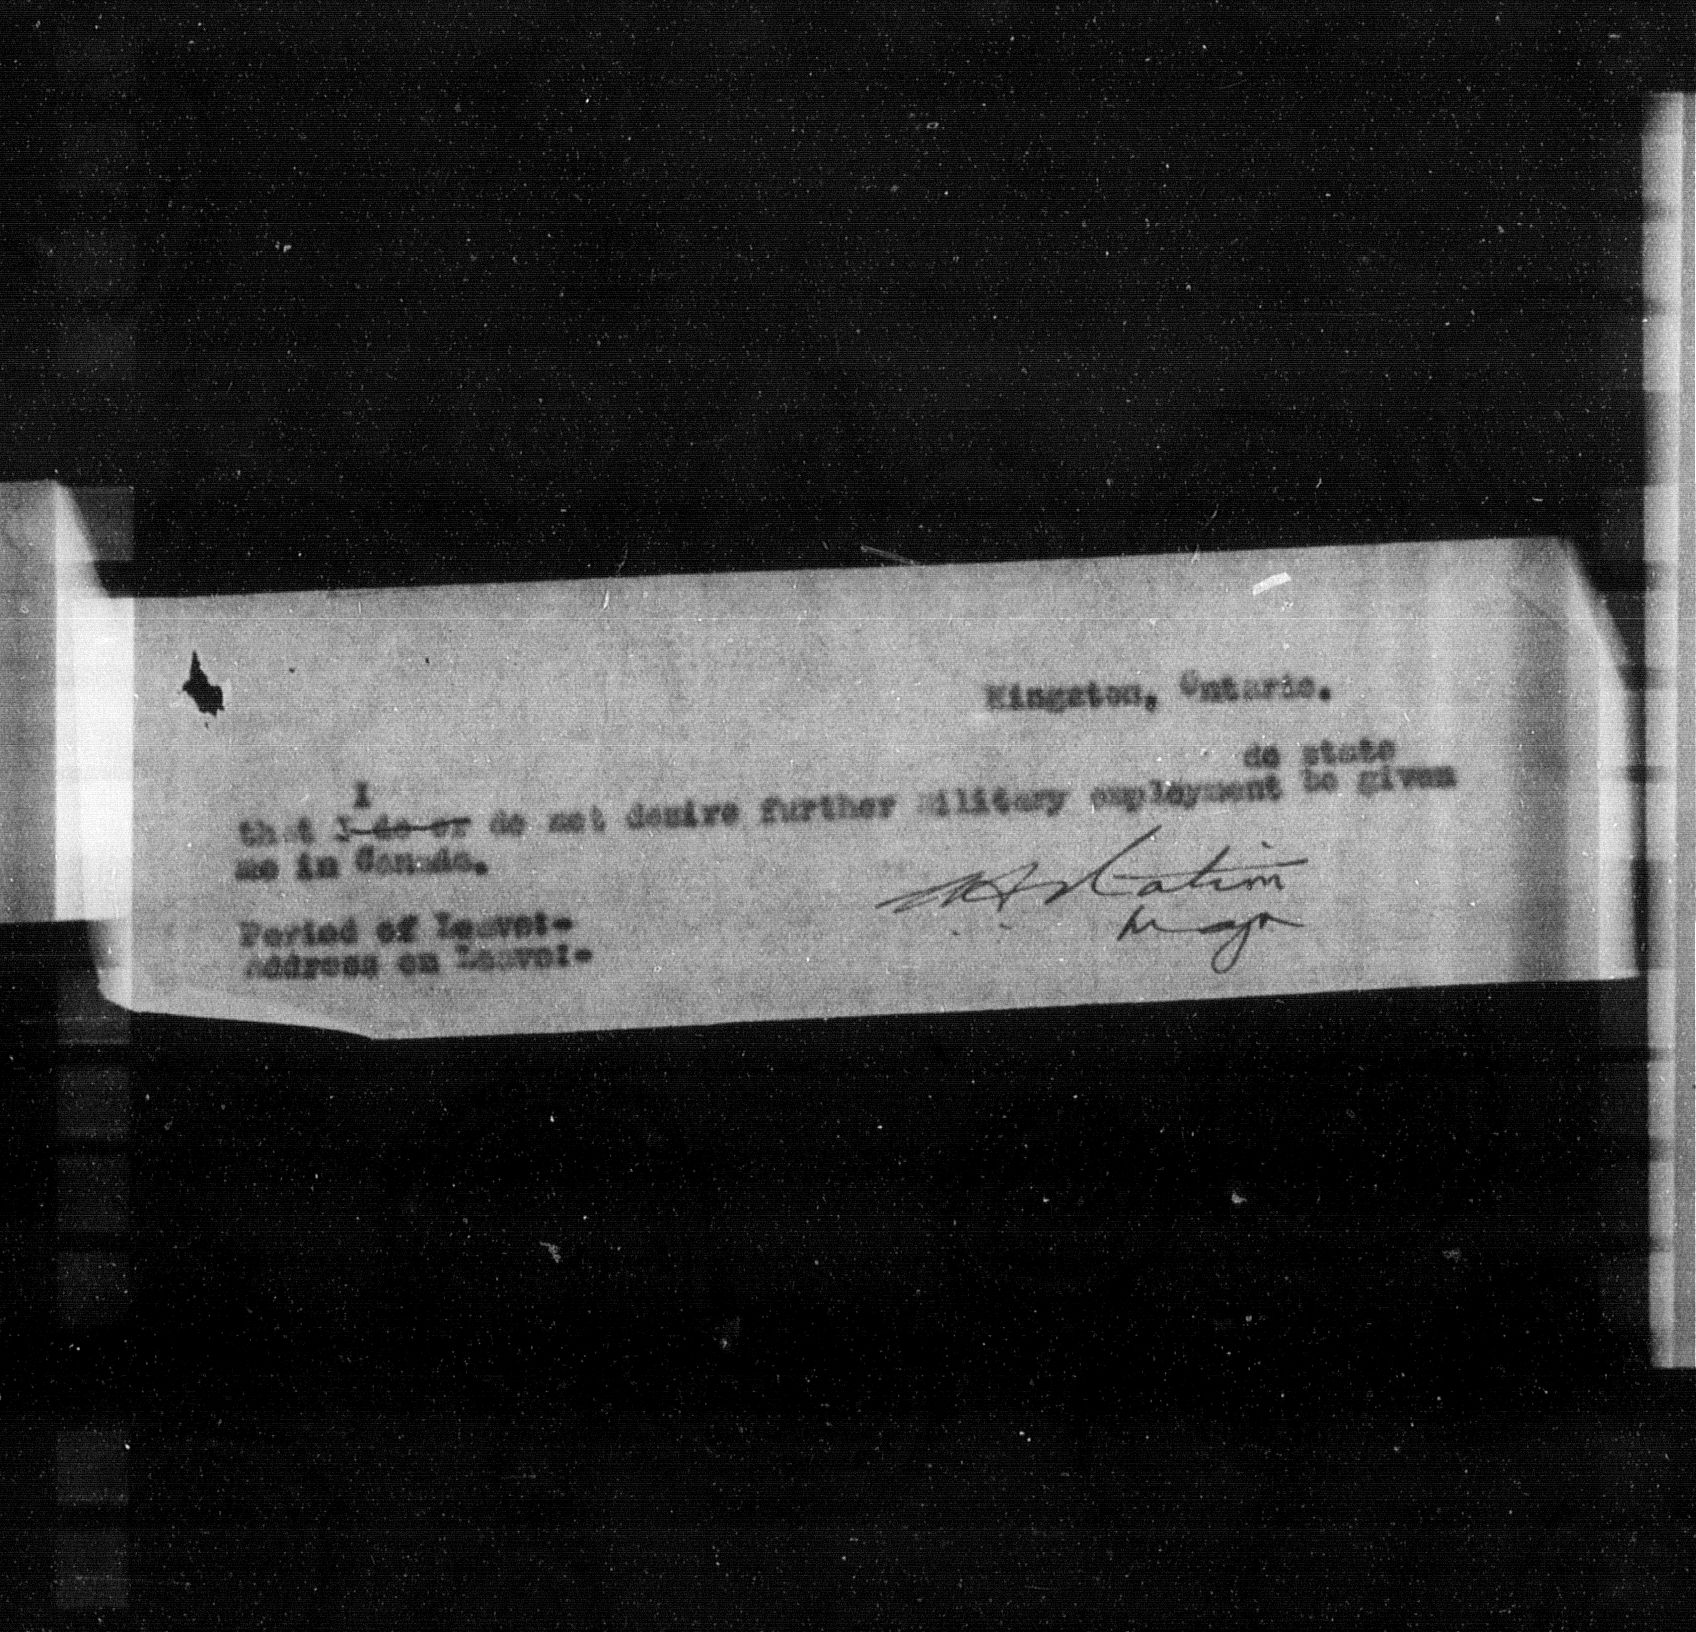 Kingston, Ontario.
I do state
that I do or do not desire further military employment be given
me in Canada.
Major
Period of Leave:-
Address on Leave:-